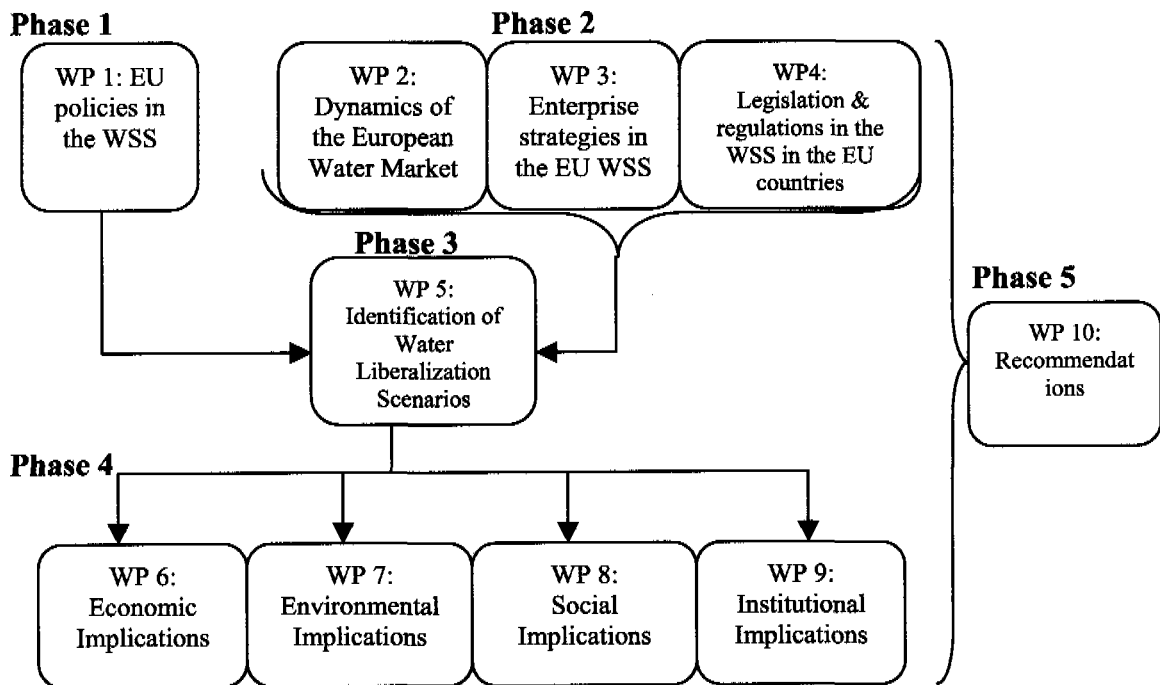 Phase 1
WP 1: EU
policies in
the WSS
Phase 2
WP 2:
Dynamics of
the European
Water Market
WP 3:
Enterprise
strategies in
the EU WSS
WP4:
Legislation &
regulations in the
WSS in the EU
countries
Phase 3
WP 5:
Identification of
Water
Liberalization
Scenarios
Phase 4
WP 6:
Economic
Implications
WP 7:
Environmental
Implications
WP 8:
Social
Implications
WP 9:
Institutional
Implications
Phase 5
WP 10:
Recommendat
ions